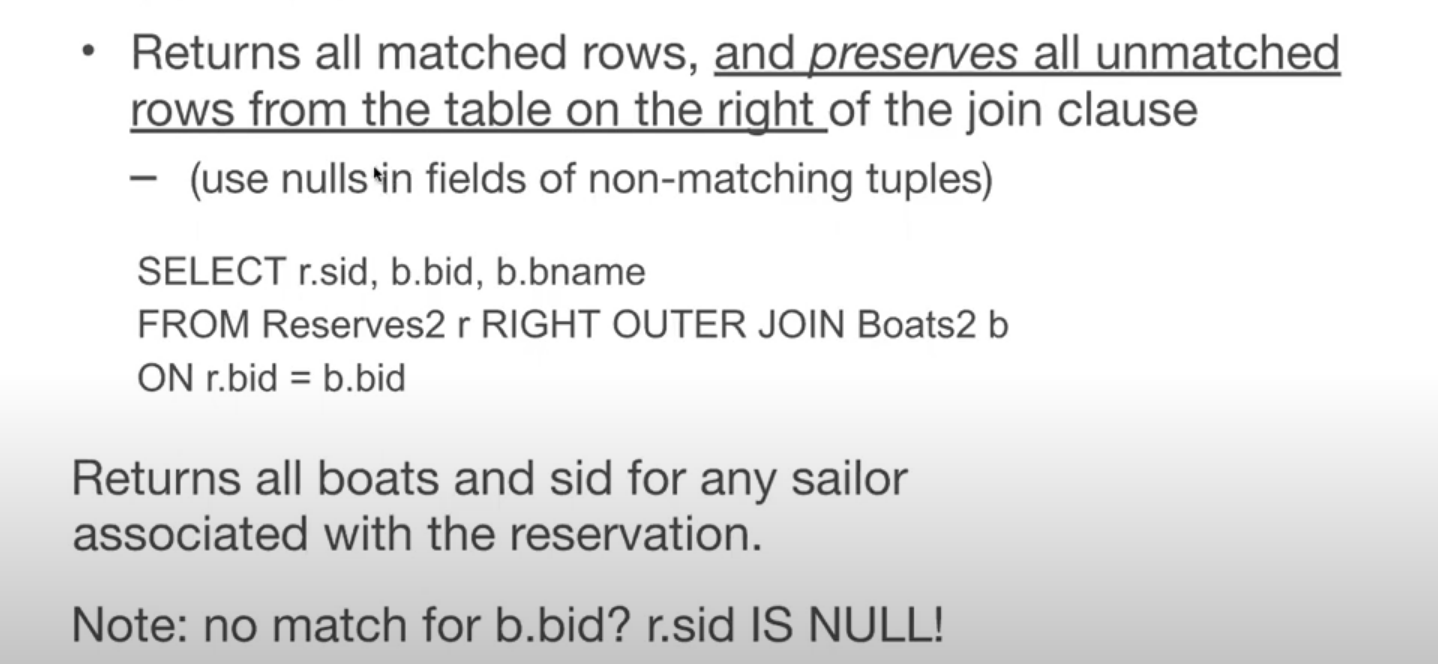 • Returns all matched rows, and preserves all unmatched
rows from the table on the right of the join clause
– (use nulls in fields of non-matching tuples)
SELECT r.sid, b.bid, b.bname
FROM Reserves2 r RIGHT OUTER JOIN Boats2 b
ON r.bid = b.bid
Returns all boats and sid for any sailor
associated with the reservation.
Note: no match for b.bid? r.sid IS NULL!